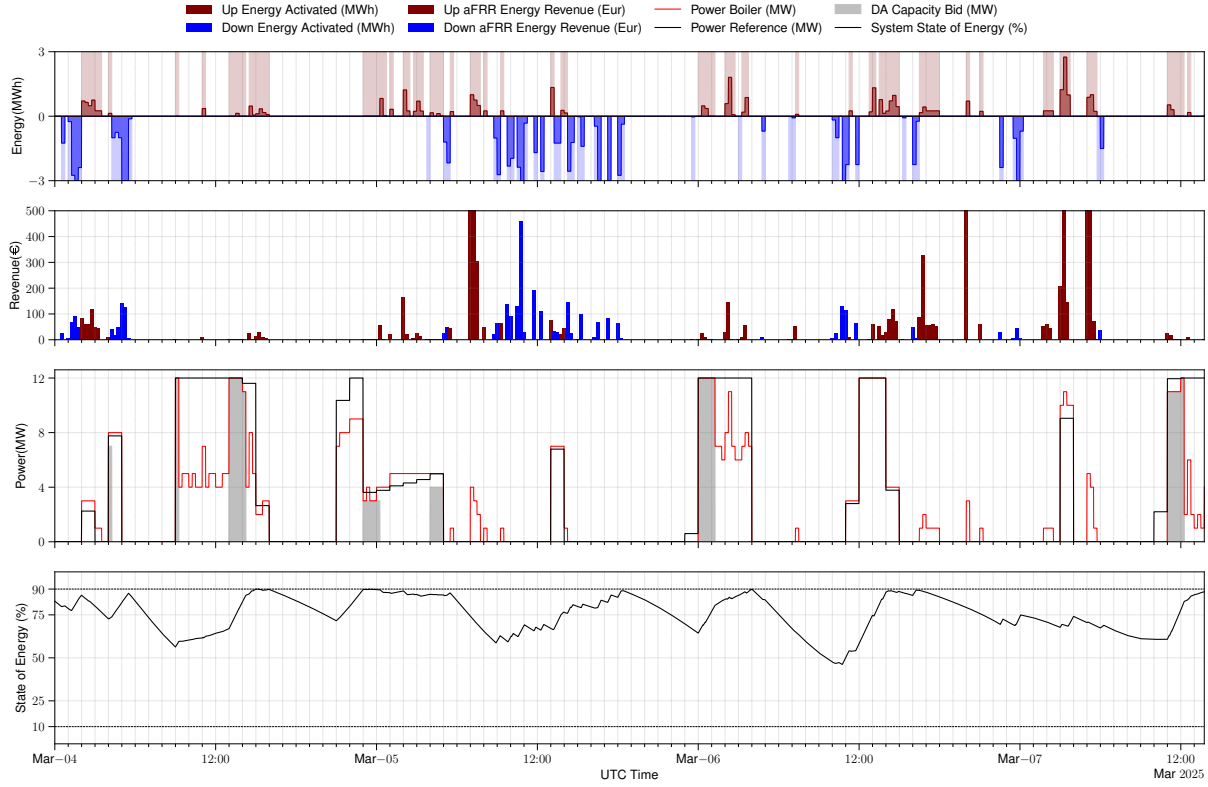 Up Energy Activated (MWh) Up aFRR Energy Revenue (Eur) Power Boiler (MW) DA Capacity Bid (MW)
Down Energy Activated (MWh) Down aFRR Energy Revenue (Eur) Power Reference (MW) System State of Energy (%)
3
0
−3
Energy(MWh)
500
400
300
200
100
0
Revenue(€)
12
8
4
0
Power(MW)
90
75
50
25
10
State of Energy (%)
Mar−04 12:00 Mar−05 12:00 Mar−06 12:00 Mar−07 12:00
UTC Time
Mar 2025